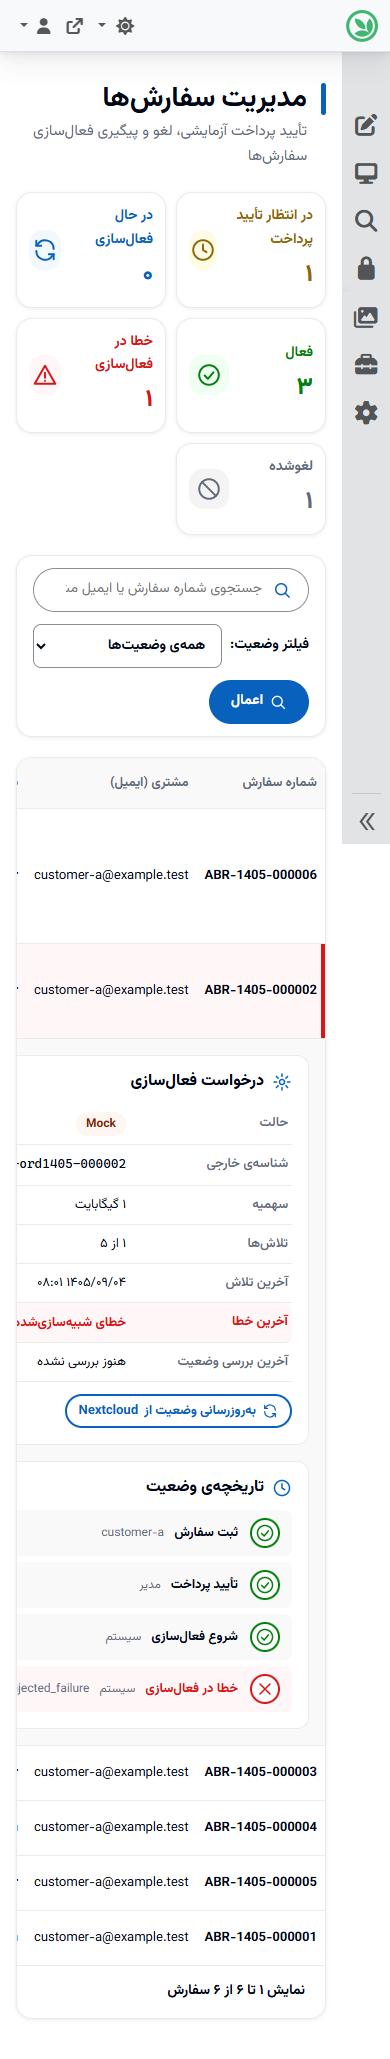 مدیریت سفارش‌ها
تأیید پرداخت آزمایشی، لغو و پیگیری فعال‌سازی
سفارش‌ها
در انتظار تأیید
پرداخت
۱
در حال
فعال‌سازی
۰
فعال
۳
خطا در
فعال‌سازی
۱
لغوشده
۱
جستجوی شماره سفارش یا ایمیل
فیلتر وضعیت:
همه‌ی وضعیت‌ها
اعمال
شماره سفارش
مشتری (ایمیل)
ABR-1405-000006
customer-a@example.test
ABR-1405-000002
customer-a@example.test
درخواست فعال‌سازی
حالت
Mock
شناسه‌ی خارجی
-ord1405-000002
سهمیه
۱ گیگابایت
تلاش‌ها
۱ از ۵
آخرین تلاش
۱۴۰۵/۰۹/۰۴ ۰۸:۰۱
آخرین خطا
خطای شبیه‌سازی‌شده
آخرین بررسی وضعیت
هنوز بررسی نشده
به‌روزرسانی وضعیت از Nextcloud
تاریخچه‌ی وضعیت
ثبت سفارش
customer-a
تأیید پرداخت
مدیر
شروع فعال‌سازی
سیستم
خطا در فعال‌سازی
سیستم
jected_failure
ABR-1405-000003
customer-a@example.test
ABR-1405-000004
customer-a@example.test
ABR-1405-000005
customer-a@example.test
ABR-1405-000001
customer-a@example.test
نمایش ۱ تا ۶ از ۶ سفارش